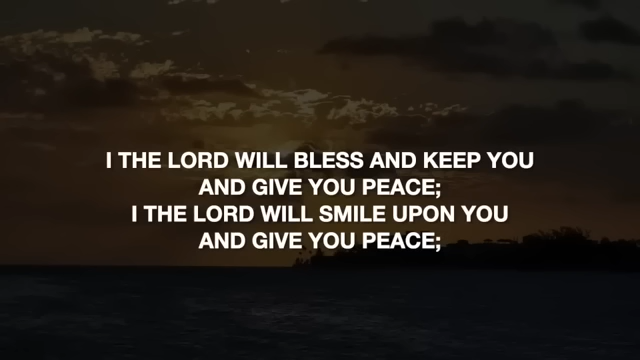 I THE LORD WILL BLESS AND KEEP YOU
AND GIVE YOU PEACE;
I THE LORD WILL SMILE UPON YOU
AND GIVE YOU PEACE;